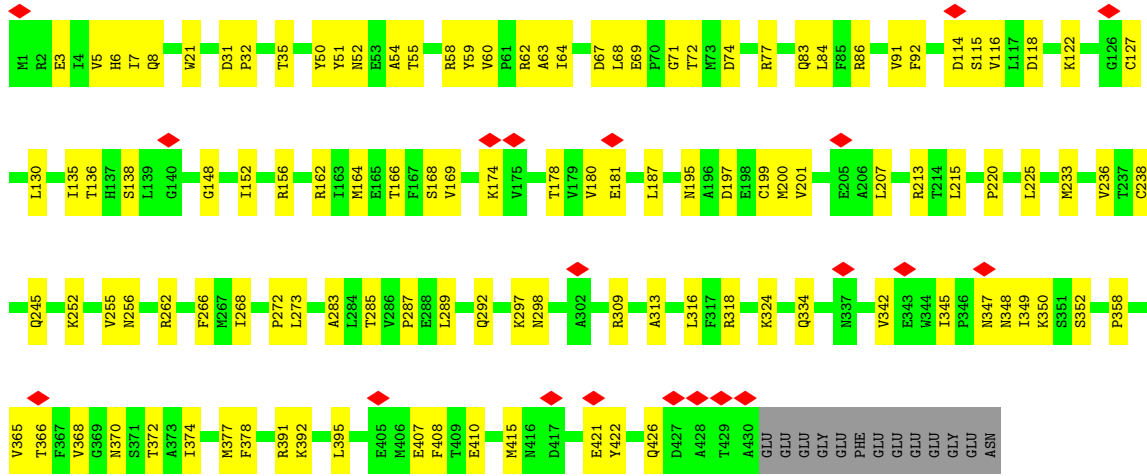 M1 R2 E3 I4 V5 H6 I7 Q8 W21 D31 P32 T35 Y50 Y51 N52 E53 A54 T55 R58 Y59 V60 P61 R62 A63 I64 D67 L68 E69 P70 G71 T72 M73 D74 R77 Q83 L84 F85 R86 V91 F92 D114 S115 V116 L117 D118 K122 G126 C127
L130 I135 T136 H137 S138 L139 G140 G148 I152 R156 R162 I163 M164 E165 T166 F167 S168 V169 K174 V175 T178 V179 V180 E181 L187 N195 A196 D197 E198 C199 M200 V201 E205 A206 L207 R213 T214 L215 P220 L225 M233 V236 T237 C238
Q245 K252 V255 N256 R262 F266 M267 I268 P272 L273 A283 L284 T285 V286 P287 E288 L289 Q292 K297 N298 A302 R309 A313 L316 F317 R318 K324 Q334 N337 V342 E343 W344 I345 P346 N347 N348 I349 K350 S351 S352 P358
V365 T366 F367 V368 G369 N370 S371 T372 A373 I374 M377 F378 R391 K392 L395 E405 M406 E407 F408 T409 E410 M415 N416 D417 E421 Y422 Q426 D427 A428 T429 A430 GLU GLU GLU GLY GLU PHE GLU GLU GLU GLU GLY GLU ASN